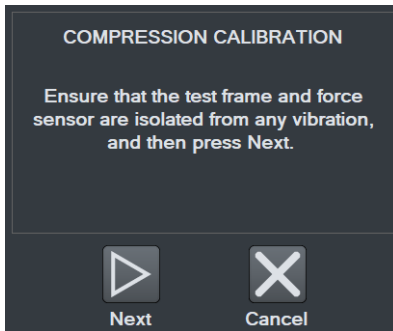 COMPRESSION CALIBRATION
Ensure that the test frame and force
sensor are isolated from any vibration,
and then press Next.
Next
Cancel